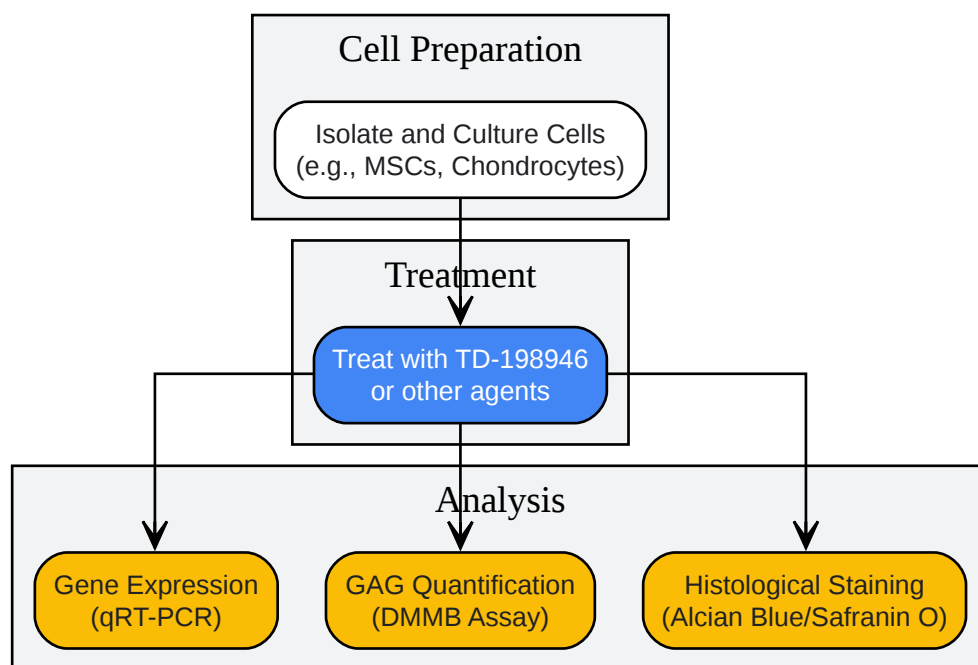 Cell Preparation
Isolate and Culture Cells
(e.g., MSCs, Chondrocytes)
Treatment
Treat with TD-198946
or other agents
Analysis
Gene Expression
(qRT-PCR)
GAG Quantification
(DMMB Assay)
Histological Staining
(Alcian Blue/Safranin O)